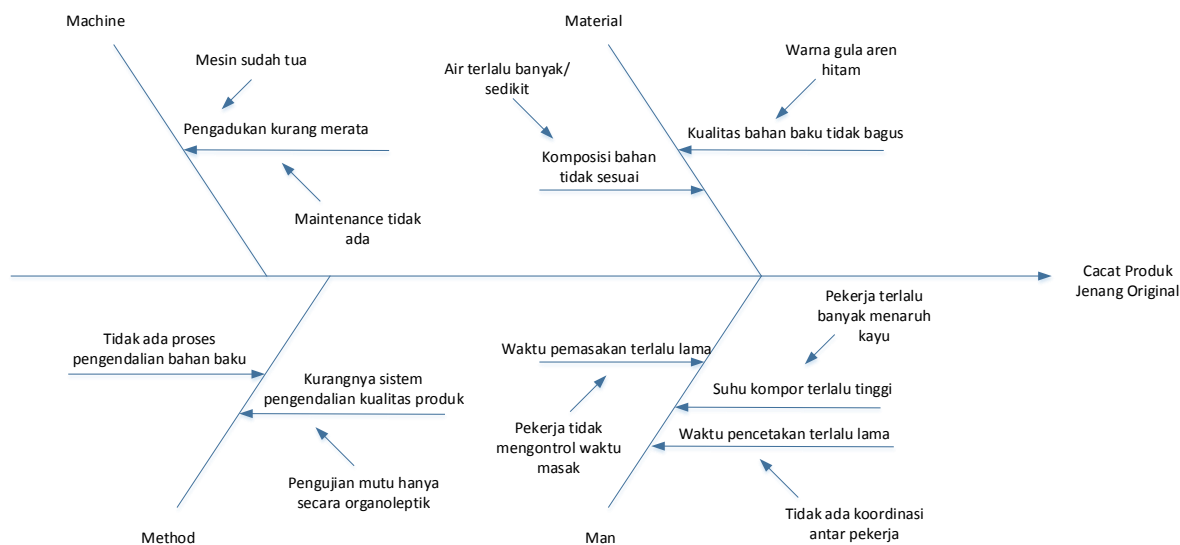 Machine
Material
Mesin sudah tua
Pengadukan kurang merata
Maintenance tidak
ada
Air terlalu banyak/
sedikit
Komposisi bahan
tidak sesuai
Warna gula aren
hitam
Kualitas bahan baku tidak bagus
Cacat Produk
Jenang Original
Tidak ada proses
pengendalian bahan baku
Kurangnya sistem
pengendalian kualitas produk
Pengujian mutu hanya
secara organoleptik
Method
Waktu pemasakan terlalu lama
Pekerja tidak
mengontrol waktu
masak
Pekerja terlalu
banyak menaruh
kayu
Suhu kompor terlalu tinggi
Waktu pencetakan terlalu lama
Tidak ada koordinasi
antar pekerja
Man